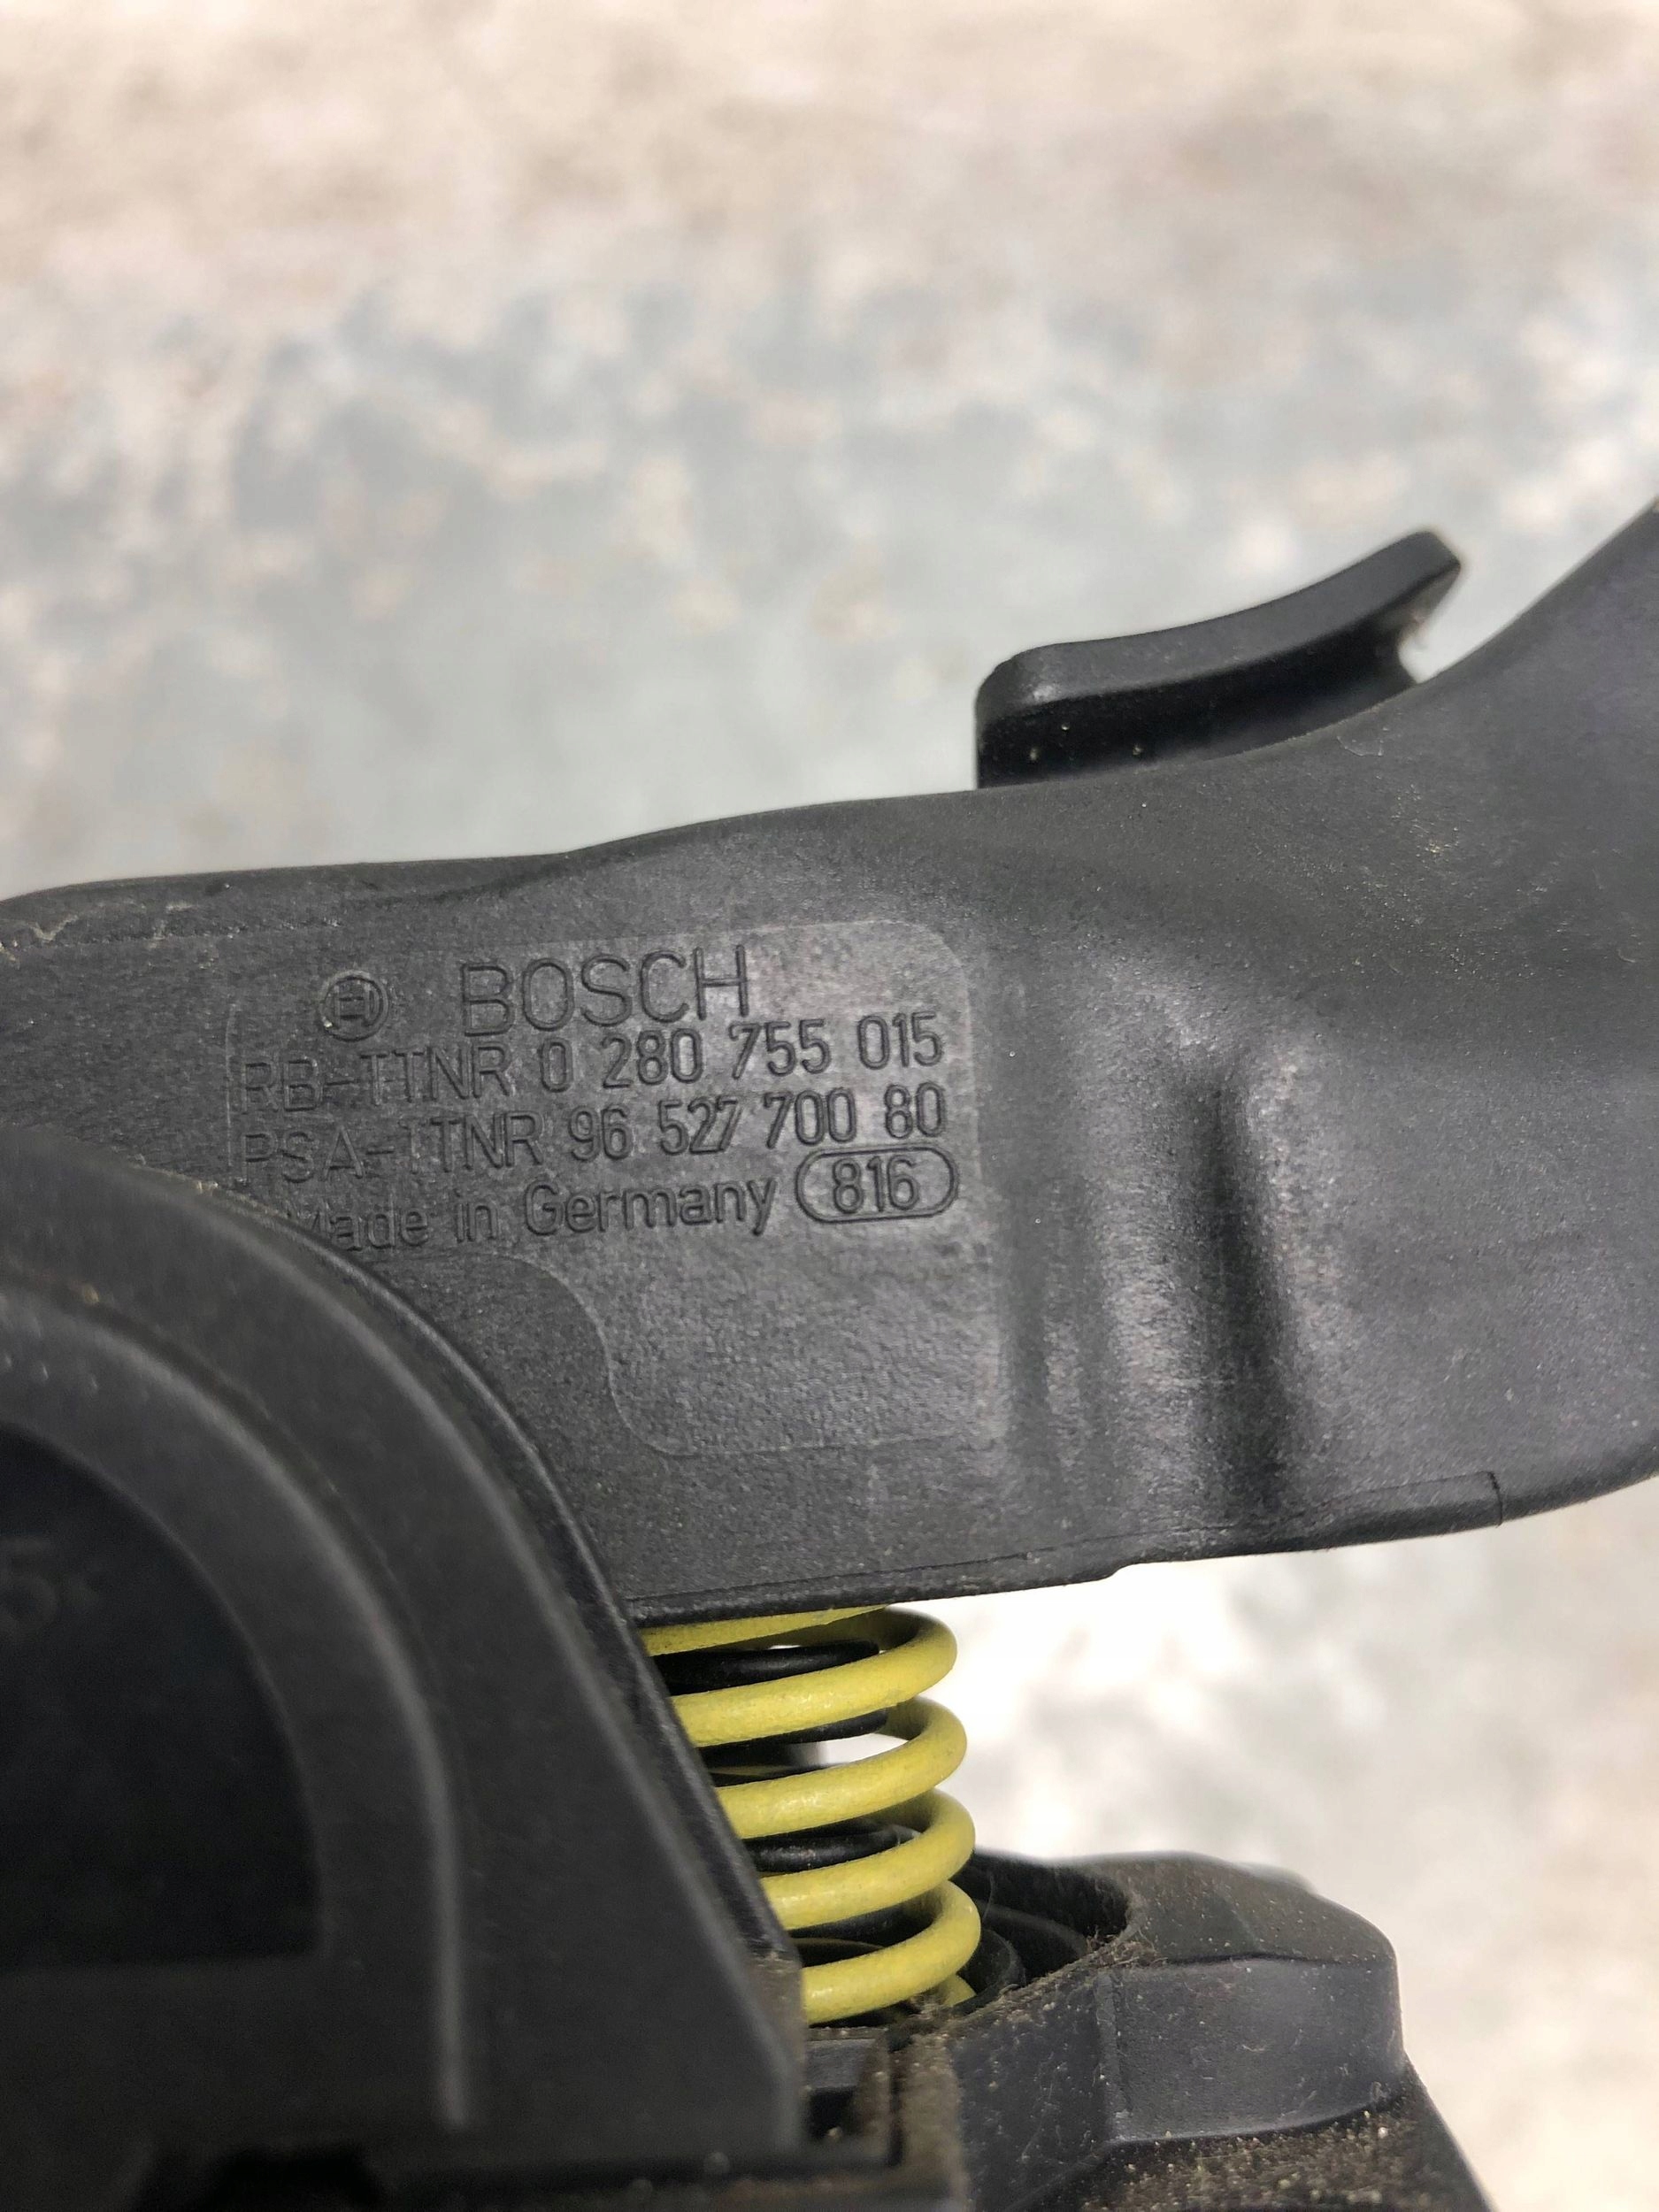 BOSCH
RB-TTNR 0 280 755 015
PSA-TTNR 96 527 700 80
Made in Germany 816